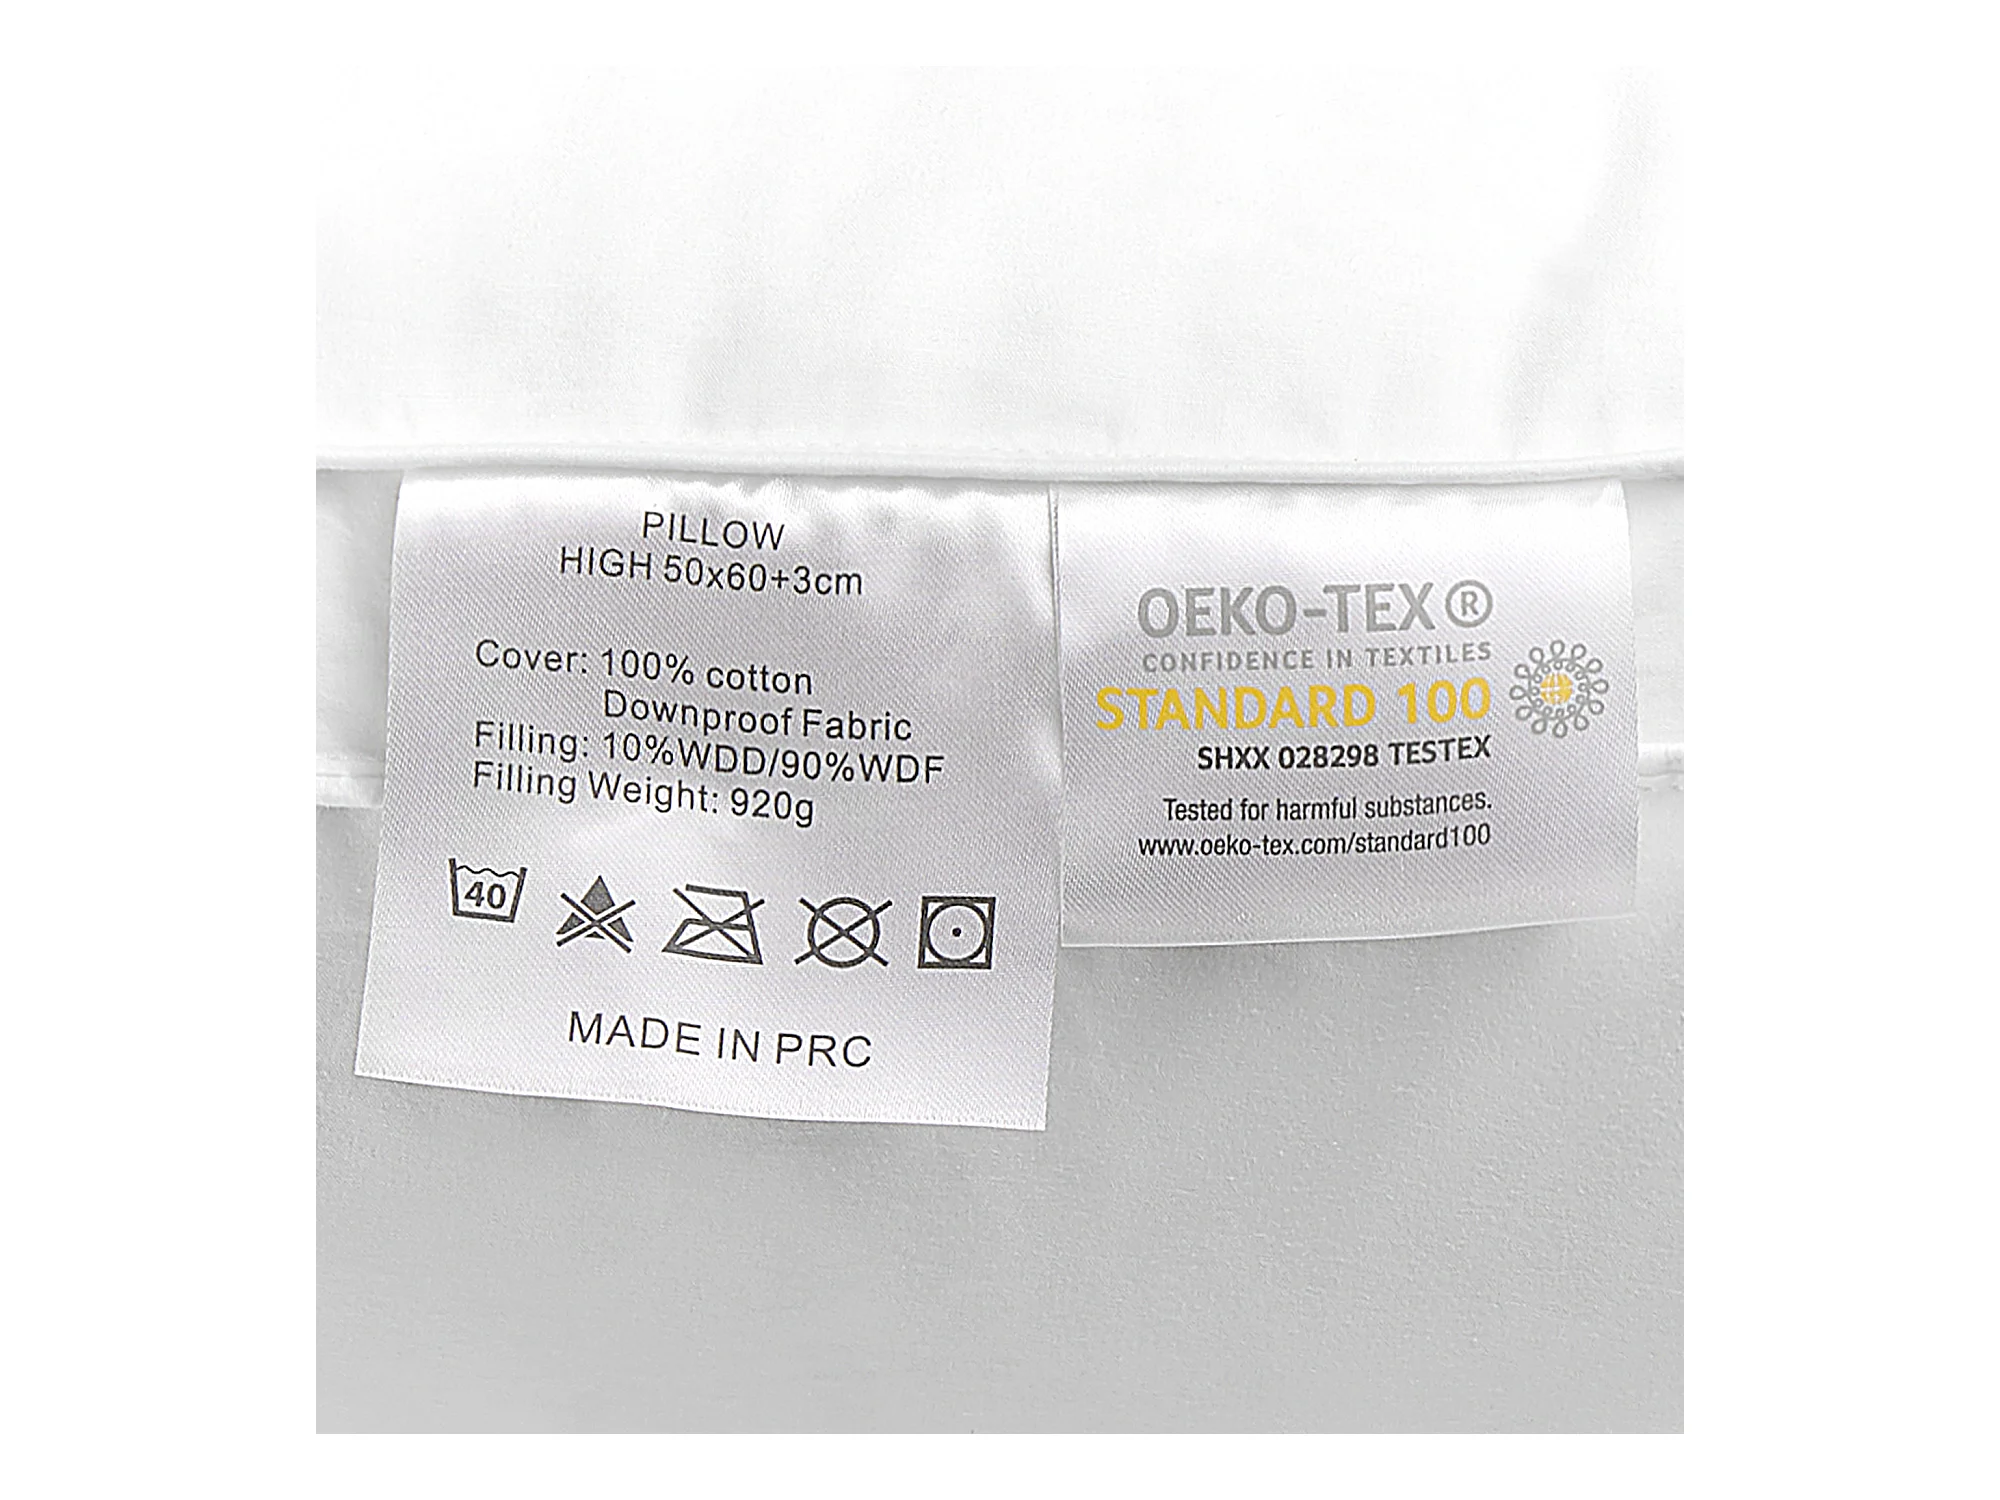 PILLOW
HIGH 50x60+3cm
Cover: 100% cotton
Downproof Fabric
Filling: 10%WDD/90%WDF
Filling Weight: 920g
40
MADE IN PRC
OEKO-TEX®
CONFIDENCE IN TEXTILES
STANDARD 100
SHXX 028298 TESTEX
Tested for harmful substances.
www.oeko-tex.com/standard100